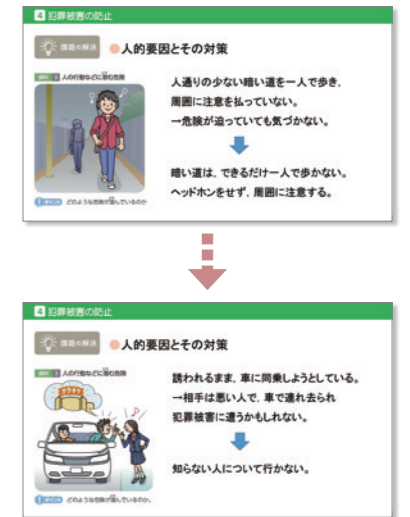 4 犯罪被害の防止
課題の解決
●人的要因とその対策
資料 1 人の行動などに潜む危険
人通りの少ない暗い道を一人で歩き,
周囲に注意を払っていない。
→危険が迫っていても気づかない。
暗い道は,できるだけ一人で歩かない。
ヘッドホンをせず,周囲に注意する。
ポイント どのような危険が潜んでいるのか
4 犯罪被害の防止
課題の解決
●人的要因とその対策
1 人の行動などに潜む危険
カラオケ
誘われるまま,車に同乗しようとしている。
→相手は悪い人で,車で連れ去られ
犯罪被害に遭うかもしれない。
知らない人について行かない。
ポイント どのような危険が潜んでいるのか。